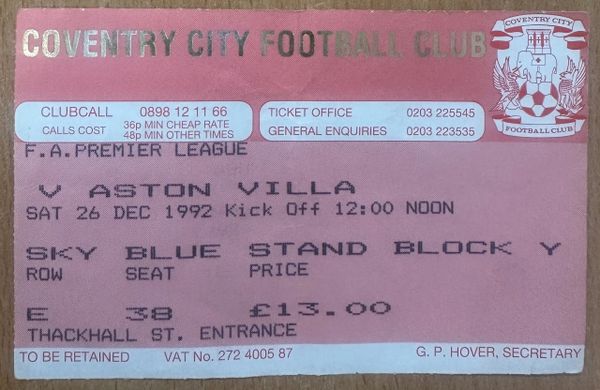 COVENTRY CITY FOOTBALL CLUB
COVENTRY CITY
FOOTBALL CLUB
CLUBCALL 0898 12 11 66
CALLS COST 36p MIN CHEAP RATE
48p MIN OTHER TIMES
TICKET OFFICE 0203 225545
GENERAL ENQUIRIES 0203 223535
F.A.PREMIER LEAGUE
V ASTON VILLA
SAT 26 DEC 1992 Kick Off 12:00 NOON
SKY BLUE STAND BLOCK Y
ROW SEAT PRICE
E 38 £13.00
THACKHALL ST. ENTRANCE
TO BE RETAINED VAT No. 272 4005 87 G. P. HOVER, SECRETARY